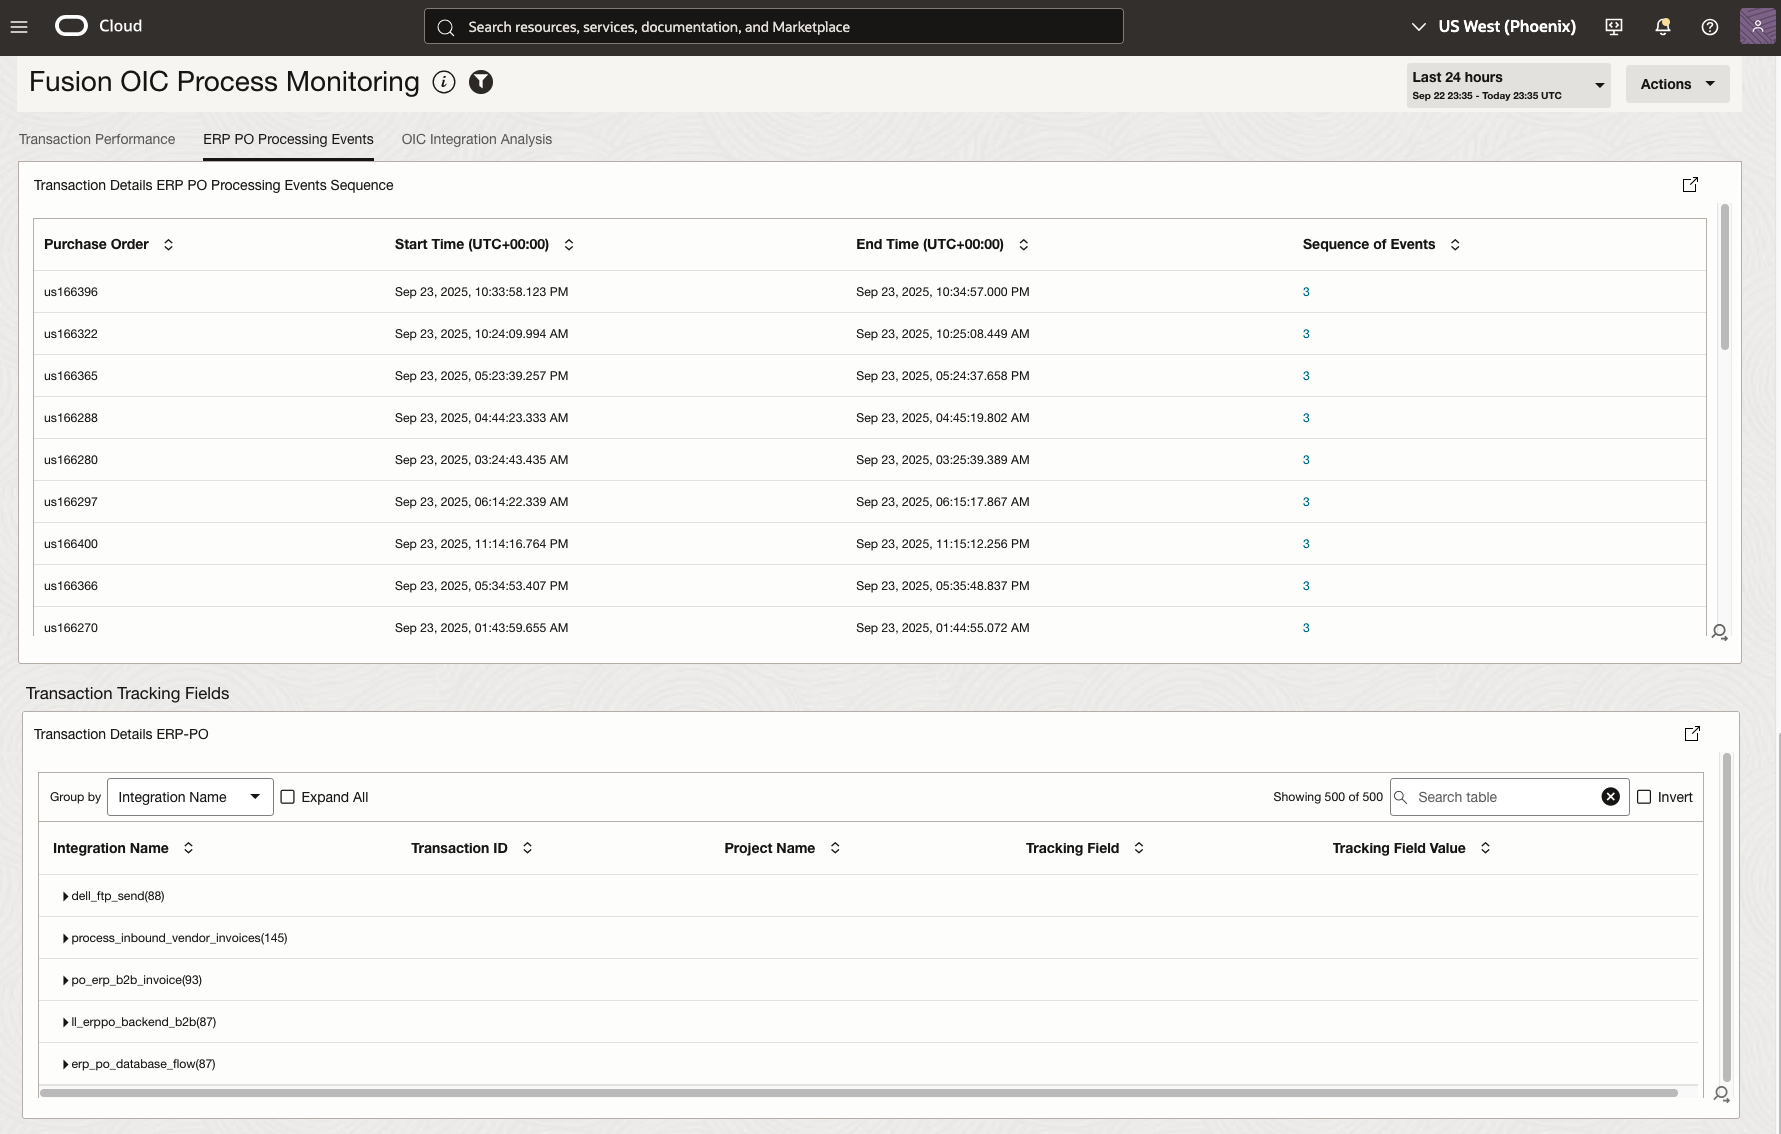 Cloud
Search resources, services, documentation, and Marketplace
US West (Phoenix)
Fusion OIC Process Monitoring
Last 24 hours
Sep 22 23:35 - Today 23:35 UTC
Actions
Transaction Performance ERP PO Processing Events OIC Integration Analysis
Transaction Details ERP PO Processing Events Sequence
Purchase Order Start Time (UTC+00:00) End Time (UTC+00:00) Sequence of Events
us166396 Sep 23, 2025, 10:33:58.123 PM Sep 23, 2025, 10:34:57.000 PM 3
us166322 Sep 23, 2025, 10:24:09.994 AM Sep 23, 2025, 10:25:08.449 AM 3
us166365 Sep 23, 2025, 05:23:39.257 PM Sep 23, 2025, 05:24:37.658 PM 3
us166288 Sep 23, 2025, 04:44:23.333 AM Sep 23, 2025, 04:45:19.802 AM 3
us166280 Sep 23, 2025, 03:24:43.435 AM Sep 23, 2025, 03:25:39.389 AM 3
us166297 Sep 23, 2025, 06:14:22.339 AM Sep 23, 2025, 06:15:17.867 AM 3
us166400 Sep 23, 2025, 11:14:16.764 PM Sep 23, 2025, 11:15:12.256 PM 3
us166366 Sep 23, 2025, 05:34:53.407 PM Sep 23, 2025, 05:35:48.837 PM 3
us166270 Sep 23, 2025, 01:43:59.655 AM Sep 23, 2025, 01:44:55.072 AM 3
Transaction Tracking Fields
Transaction Details ERP-PO
Group by Integration Name Expand All Showing 500 of 500 Search table Invert
Integration Name Transaction ID Project Name Tracking Field Tracking Field Value
dell_ftp_send(88)
process_inbound_vendor_invoices(145)
po_erp_b2b_invoice(93)
ll_erppo_backend_b2b(87)
erp_po_database_flow(87)